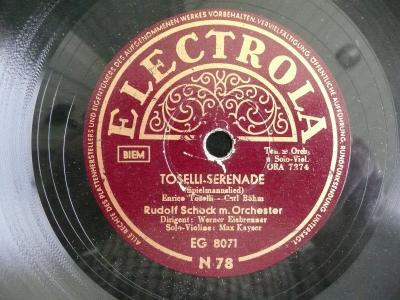 ALLE RECHTE DES PLATTENHERSTELLERS UND EIGENTÜMERS DES AUFGENOMMENEN WERKES VORBEHALTEN. VERVIELFÄLTIGUNG, ÖFFENTLICHE AUFFÜHRUNG, RUNDFUNKSENDUNG UNTERSAGT.
ELECTROLA
BIEM
Ten. m. Orch.
u. Solo-Viol.
ORA 7274
TOSELLI-SERENADE
(Spielmannslied)
Enrico Toselli - Carl Böhm
Rudolf Schock m. Orchester
Dirigent: Werner Eisbrenner
Solo-Violine: Max Kayser
EG 8071
N 78